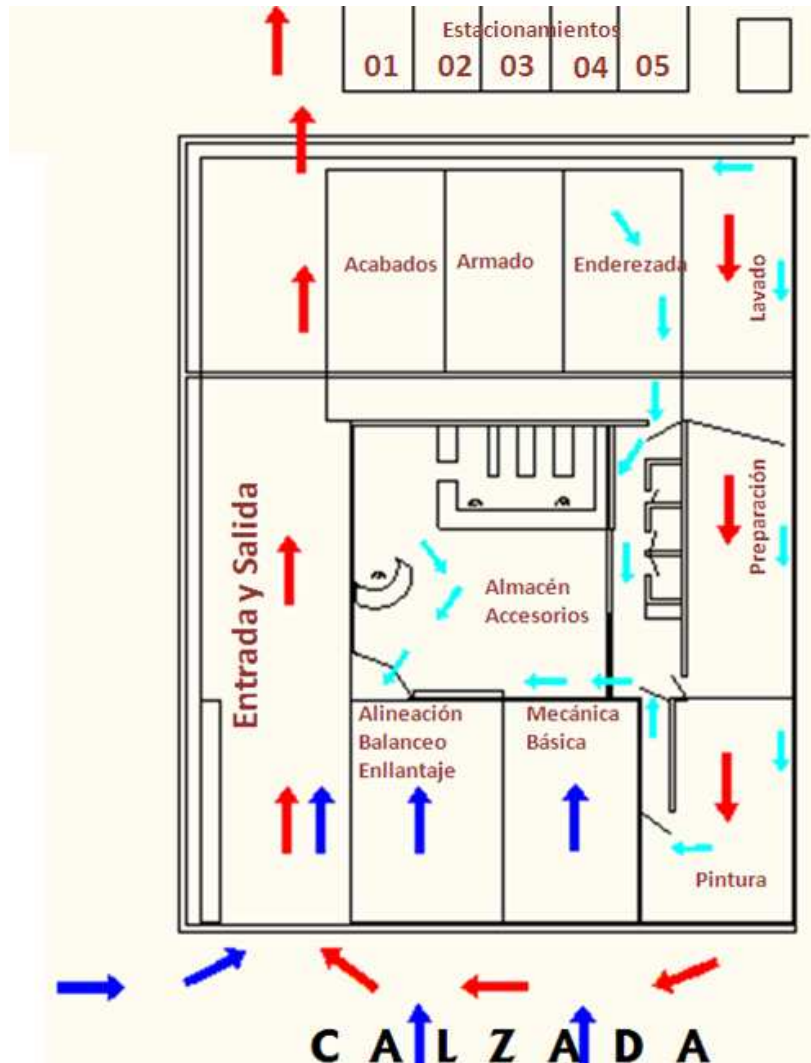 Estacionamientos
01 02 03 04 05
Acabados
Armado
Enderezada
Lavado
Entrada y Salida
Preparación
Almacén
Accesorios
Alineación
Balanceo
Enllantaje
Mecánica
Básica
Pintura
CALZADA